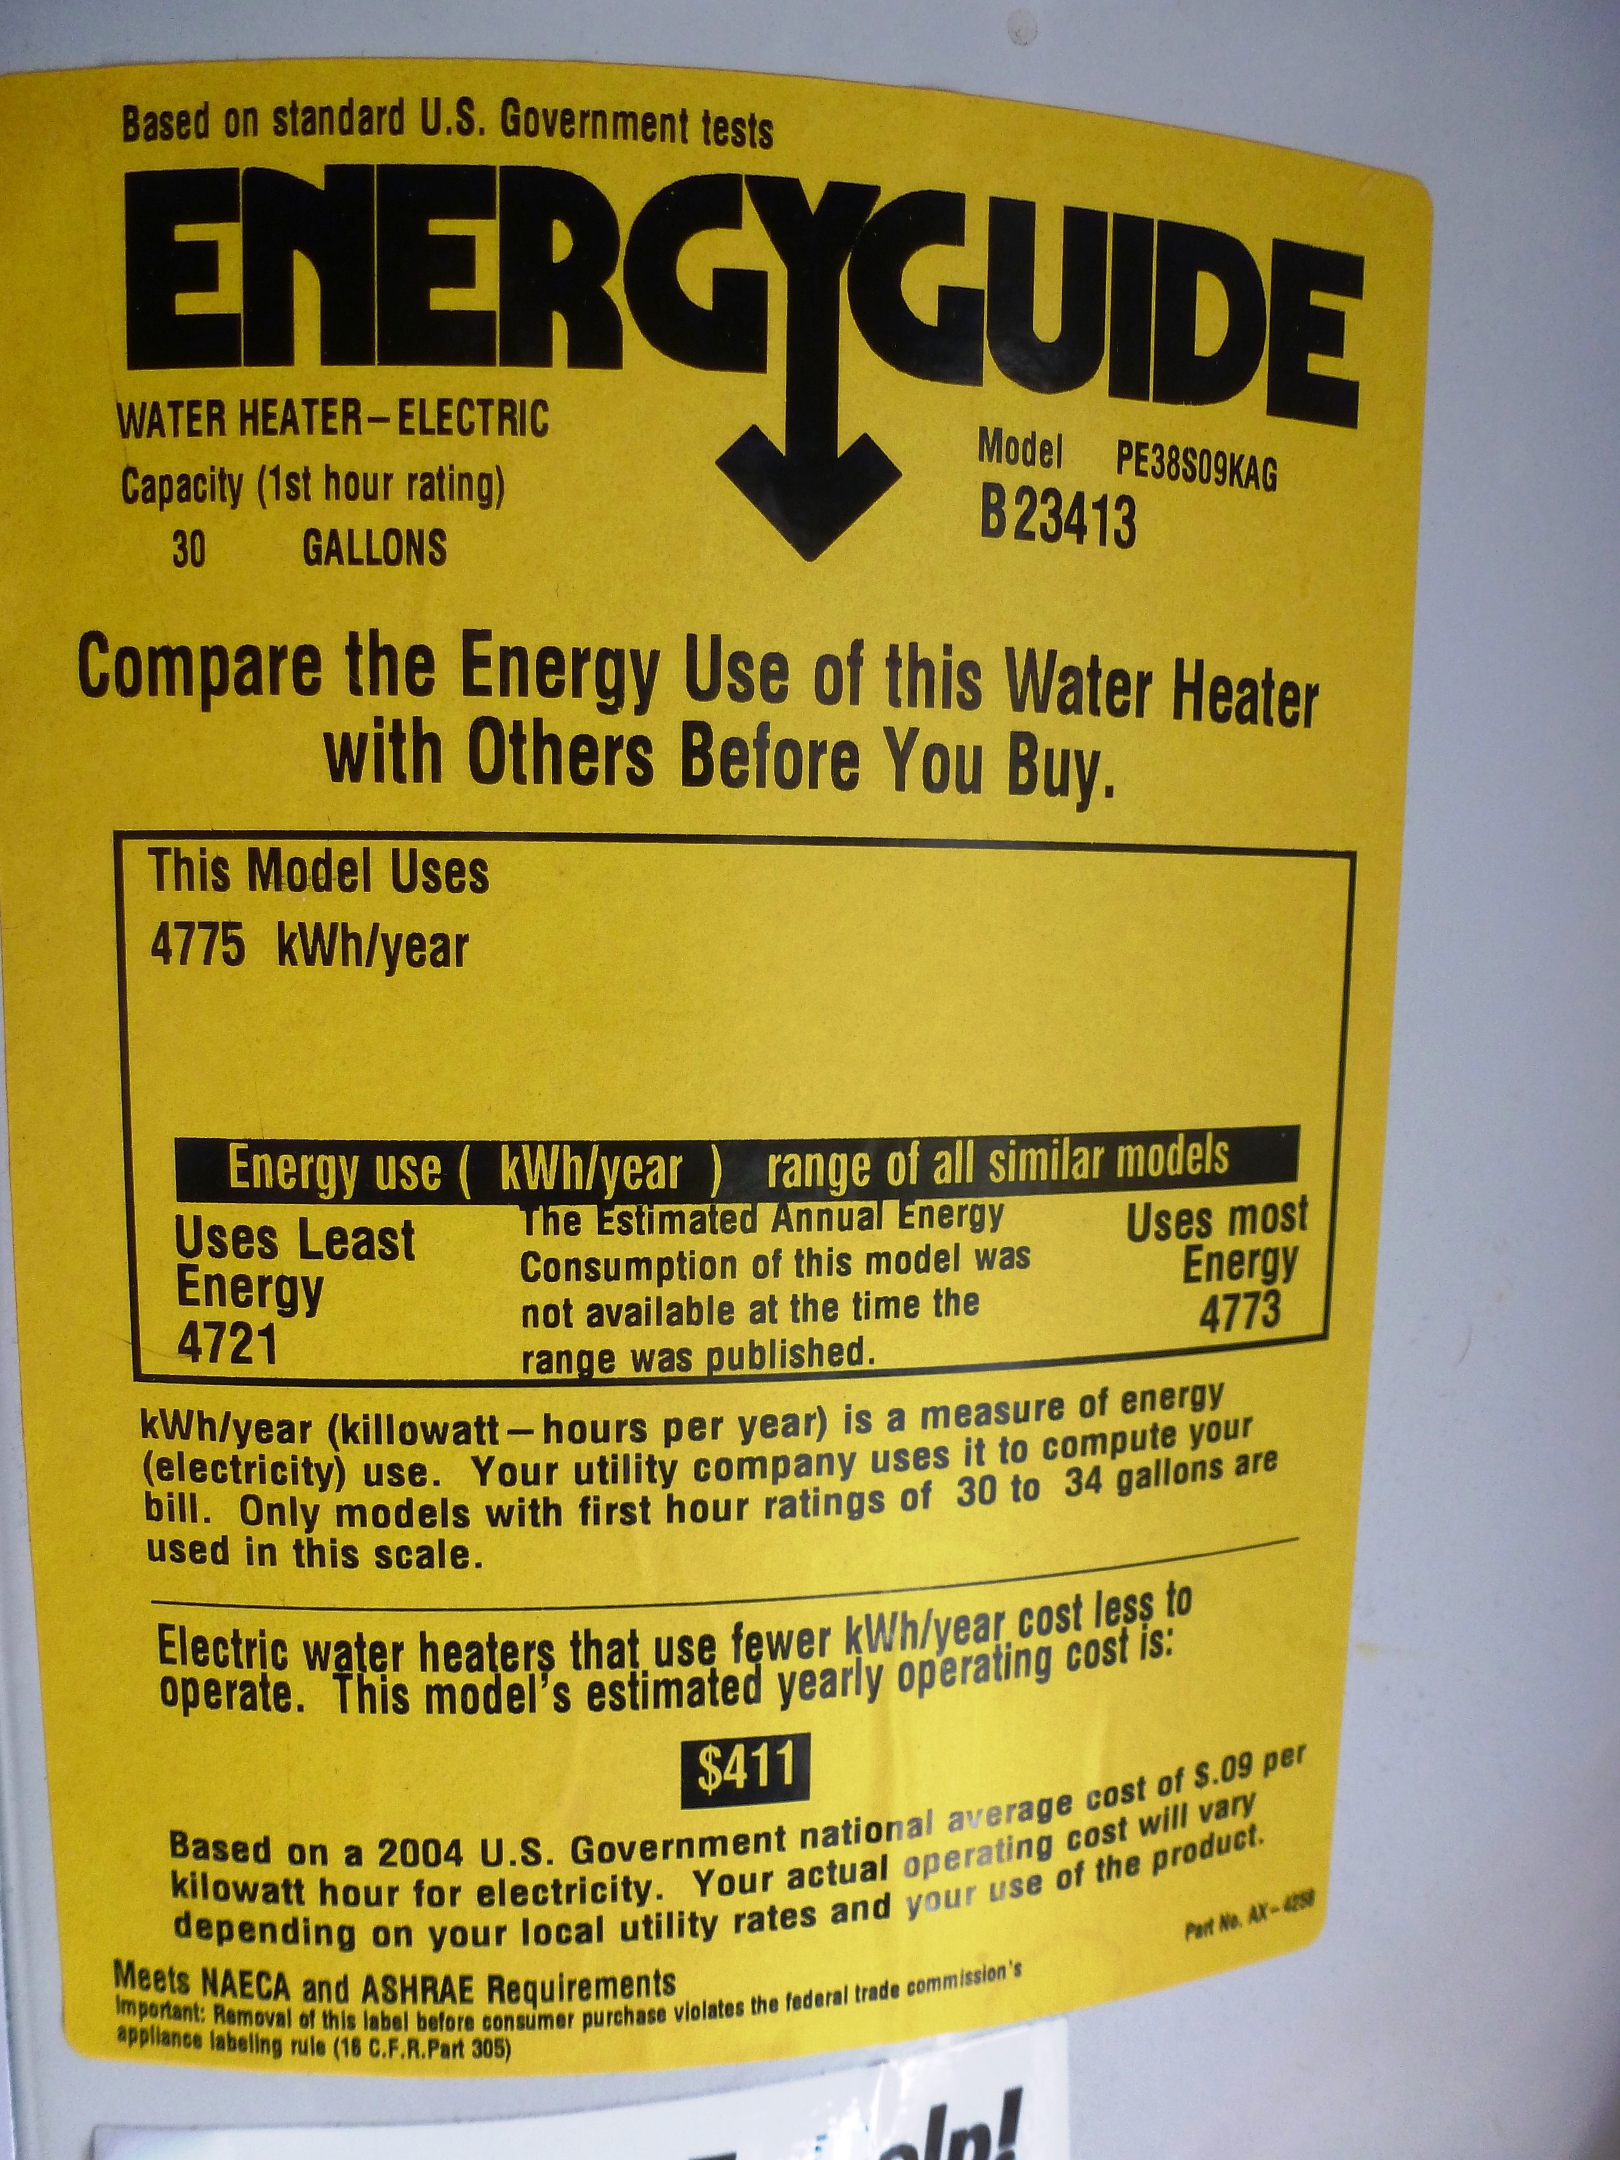 Based on standard U.S. Government tests
ENERGYGUIDE
WATER HEATER–ELECTRIC
Capacity (1st hour rating)
30 GALLONS
Model PE38S09KAG
B23413
Compare the Energy Use of this Water Heater
with Others Before You Buy.
This Model Uses
4775 kWh/year
Energy use ( kWh/year ) range of all similar models
Uses Least
Energy
4721
The Estimated Annual Energy
Consumption of this model was
not available at the time the
range was published.
Uses most
Energy
4773
kWh/year (killowatt–hours per year) is a measure of energy
(electricity) use. Your utility company uses it to compute your
bill. Only models with first hour ratings of 30 to 34 gallons are
used in this scale.
Electric water heaters that use fewer kWh/year cost less to
operate. This model's estimated yearly operating cost is:
$411
Based on a 2004 U.S. Government national average cost of $.09 per
kilowatt hour for electricity. Your actual operating cost will vary
depending on your local utility rates and your use of the product.
Part No. AX–4250
Meets NAECA and ASHRAE Requirements
Important: Removal of this label before consumer purchase violates the federal trade commission's
appliance labeling rule (16 C.F.R.Part 305)